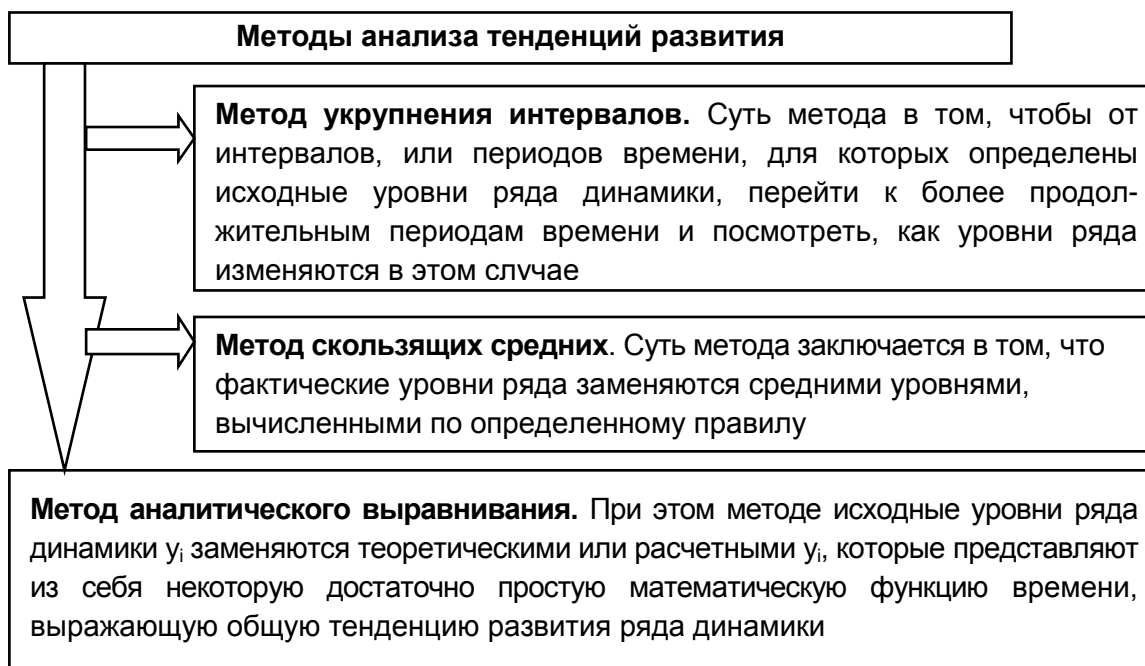 Методы анализа тенденций развития
Метод укрупнения интервалов. Суть метода в том, чтобы от
интервалов, или периодов времени, для которых определены
исходные уровни ряда динамики, перейти к более продол-
жительным периодам времени и посмотреть, как уровни ряда
изменяются в этом случае
Метод скользящих средних. Суть метода заключается в том, что
фактические уровни ряда заменяются средними уровнями,
вычисленными по определенному правилу
Метод аналитического выравнивания. При этом методе исходные уровни ряда
динамики yi заменяются теоретическими или расчетными yi, которые представляют
из себя некоторую достаточно простую математическую функцию времени,
выражающую общую тенденцию развития ряда динамики